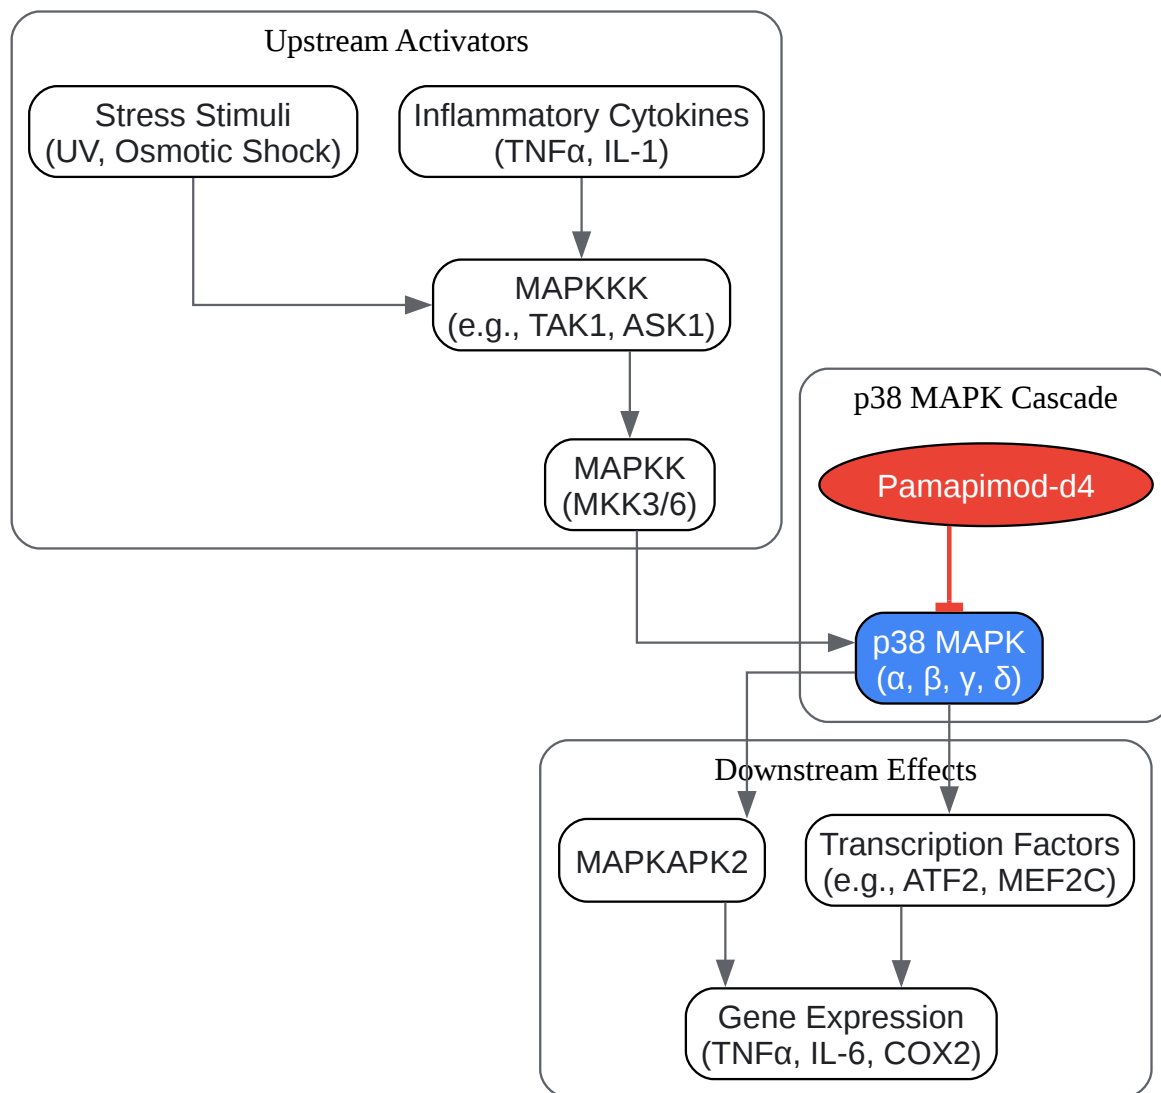 Upstream Activators
Stress Stimuli
(UV, Osmotic Shock)
Inflammatory Cytokines
(TNFα, IL-1)
MAPKKK
(e.g., TAK1, ASK1)
MAPKK
(MKK3/6)
p38 MAPK Cascade
Pamapimod-d4
p38 MAPK
(α, β, γ, δ)
Downstream Effects
MAPKAPK2
Transcription Factors
(e.g., ATF2, MEF2C)
Gene Expression
(TNFα, IL-6, COX2)